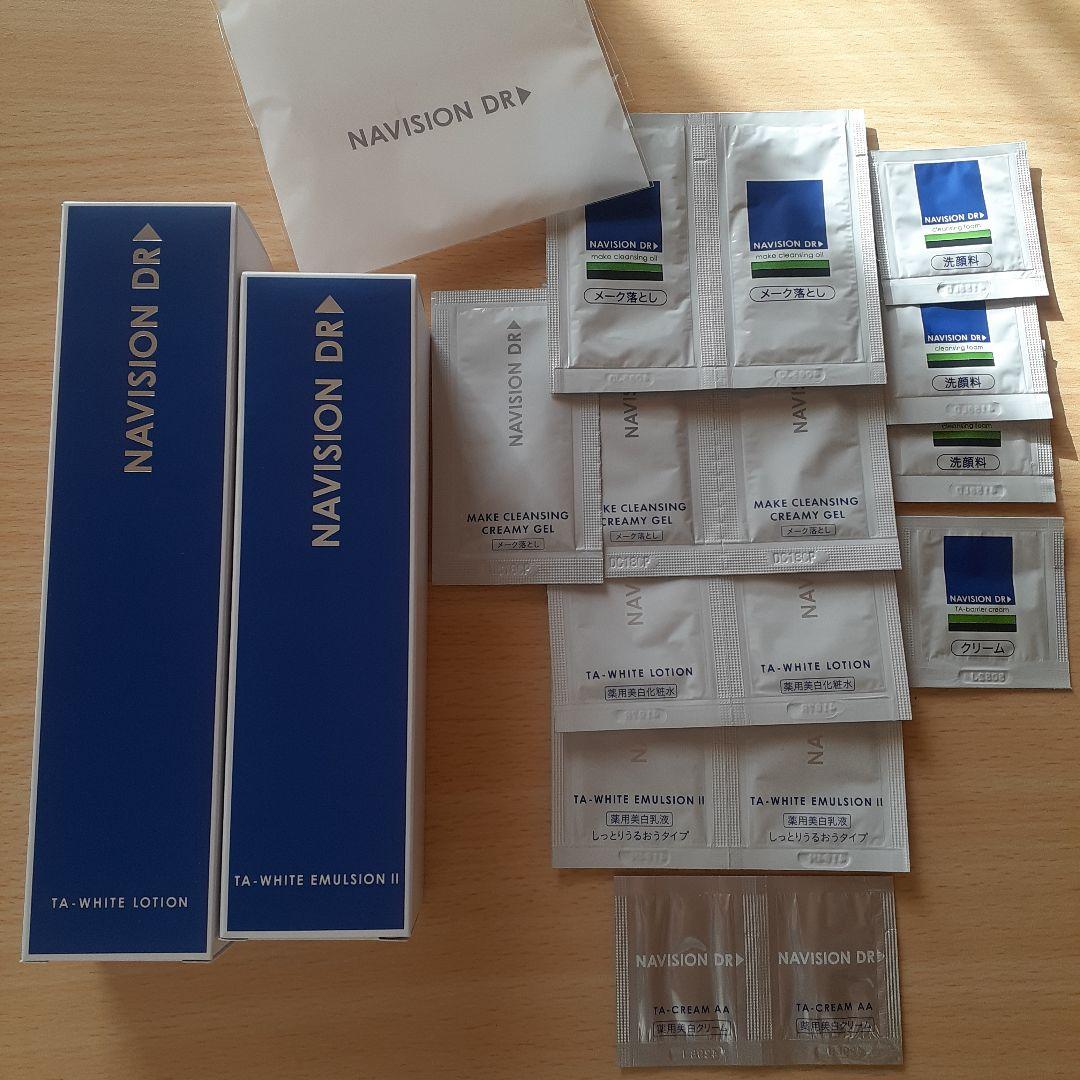 NAVISION DR
NAVISION DR
TA-WHITE LOTION
NAVISION DR
TA-WHITE EMULSION II
NAVISION DR
make cleansing oil
メーク落とし
NAVISION DR
make cleansing oil
メーク落とし
NAVISION DR
cleansing foam
洗顔料
NAVISION DR
cleansing foam
洗顔料
cleansing foam
洗顔料
NAVISION DR
MAKE CLEANSING
CREAMY GEL
メーク落とし
NAVIS
KE CLEANSING
CREAMY GEL
メーク落とし
NAVIS
MAKE CLEANSING
CREAMY GEL
メーク落とし
NAVISION DR
TA-barrier cream
クリーム
NAV
TA-WHITE LOTION
薬用美白化粧水
NAV
TA-WHITE LOTION
薬用美白化粧水
NA
TA-WHITE EMULSION II
薬用美白乳液
しっとりうるおうタイプ
NA
TA-WHITE EMULSION II
薬用美白乳液
しっとりうるおうタイプ
NAVISION DR
TA-CREAM AA
薬用美白クリーム
NAVISION DR
TA-CREAM AA
薬用美白クリーム